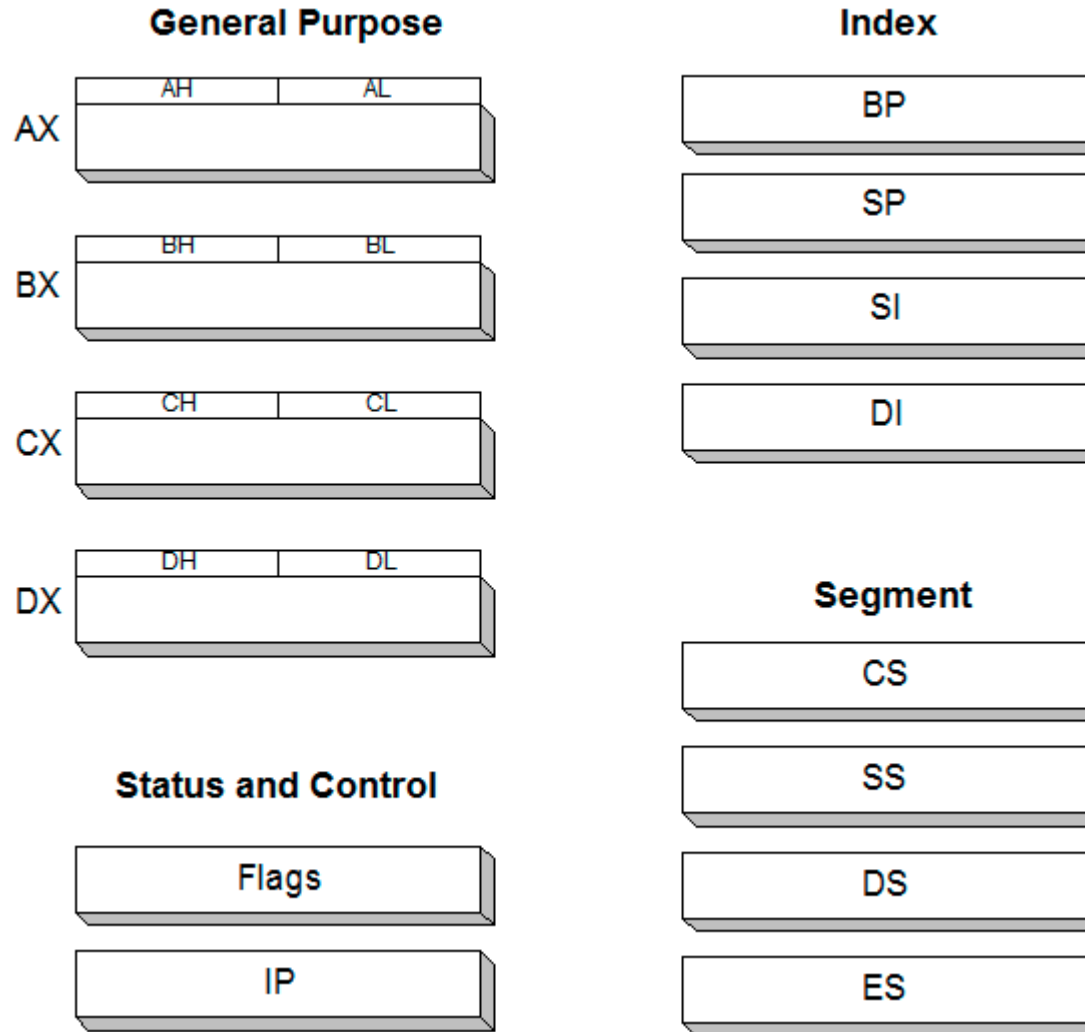 General Purpose
AH AL
AX
BH BL
BX
CH CL
CX
DH DL
DX
Status and Control
Flags
IP
Index
BP
SP
SI
DI
Segment
CS
SS
DS
ES